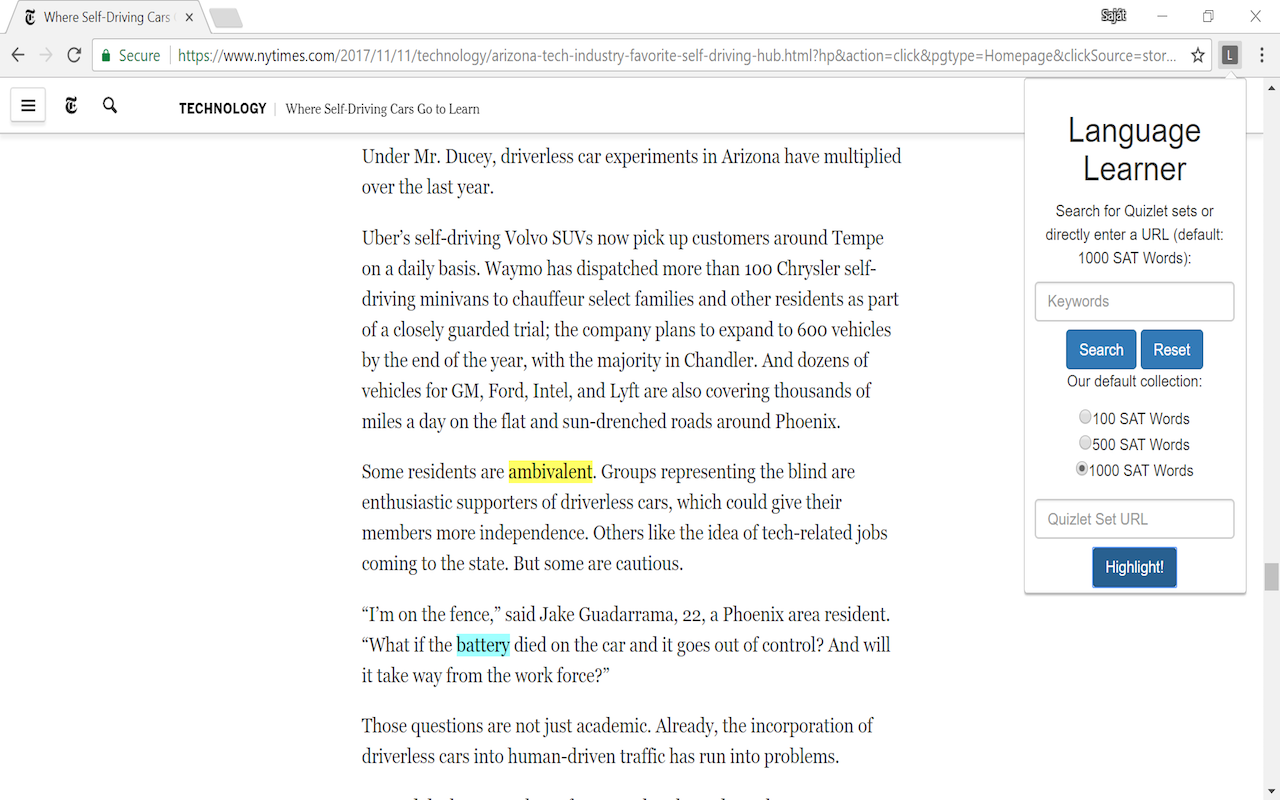 Where Self-Driving Cars
Saját
Secure
https://www.nytimes.com/2017/11/11/technology/arizona-tech-industry-favorite-self-driving-hub.html?hp&action=click&pgtype=Homepage&clickSource=stor...
L
TECHNOLOGY
Where Self-Driving Cars Go to Learn
Under Mr. Ducey, driverless car experiments in Arizona have multiplied
over the last year.
Uber’s self-driving Volvo SUVs now pick up customers around Tempe
on a daily basis. Waymo has dispatched more than 100 Chrysler self-
driving minivans to chauffeur select families and other residents as part
of a closely guarded trial; the company plans to expand to 600 vehicles
by the end of the year, with the majority in Chandler. And dozens of
vehicles for GM, Ford, Intel, and Lyft are also covering thousands of
miles a day on the flat and sun-drenched roads around Phoenix.
Some residents are ambivalent. Groups representing the blind are
enthusiastic supporters of driverless cars, which could give their
members more independence. Others like the idea of tech-related jobs
coming to the state. But some are cautious.
“I’m on the fence,” said Jake Guadarrama, 22, a Phoenix area resident.
“What if the battery died on the car and it goes out of control? And will
it take way from the work force?”
Those questions are not just academic. Already, the incorporation of
driverless cars into human-driven traffic has run into problems.
Language
Learner
Search for Quizlet sets or
directly enter a URL (default:
1000 SAT Words):
Keywords
Search
Reset
Our default collection:
100 SAT Words
500 SAT Words
1000 SAT Words
Quizlet Set URL
Highlight!